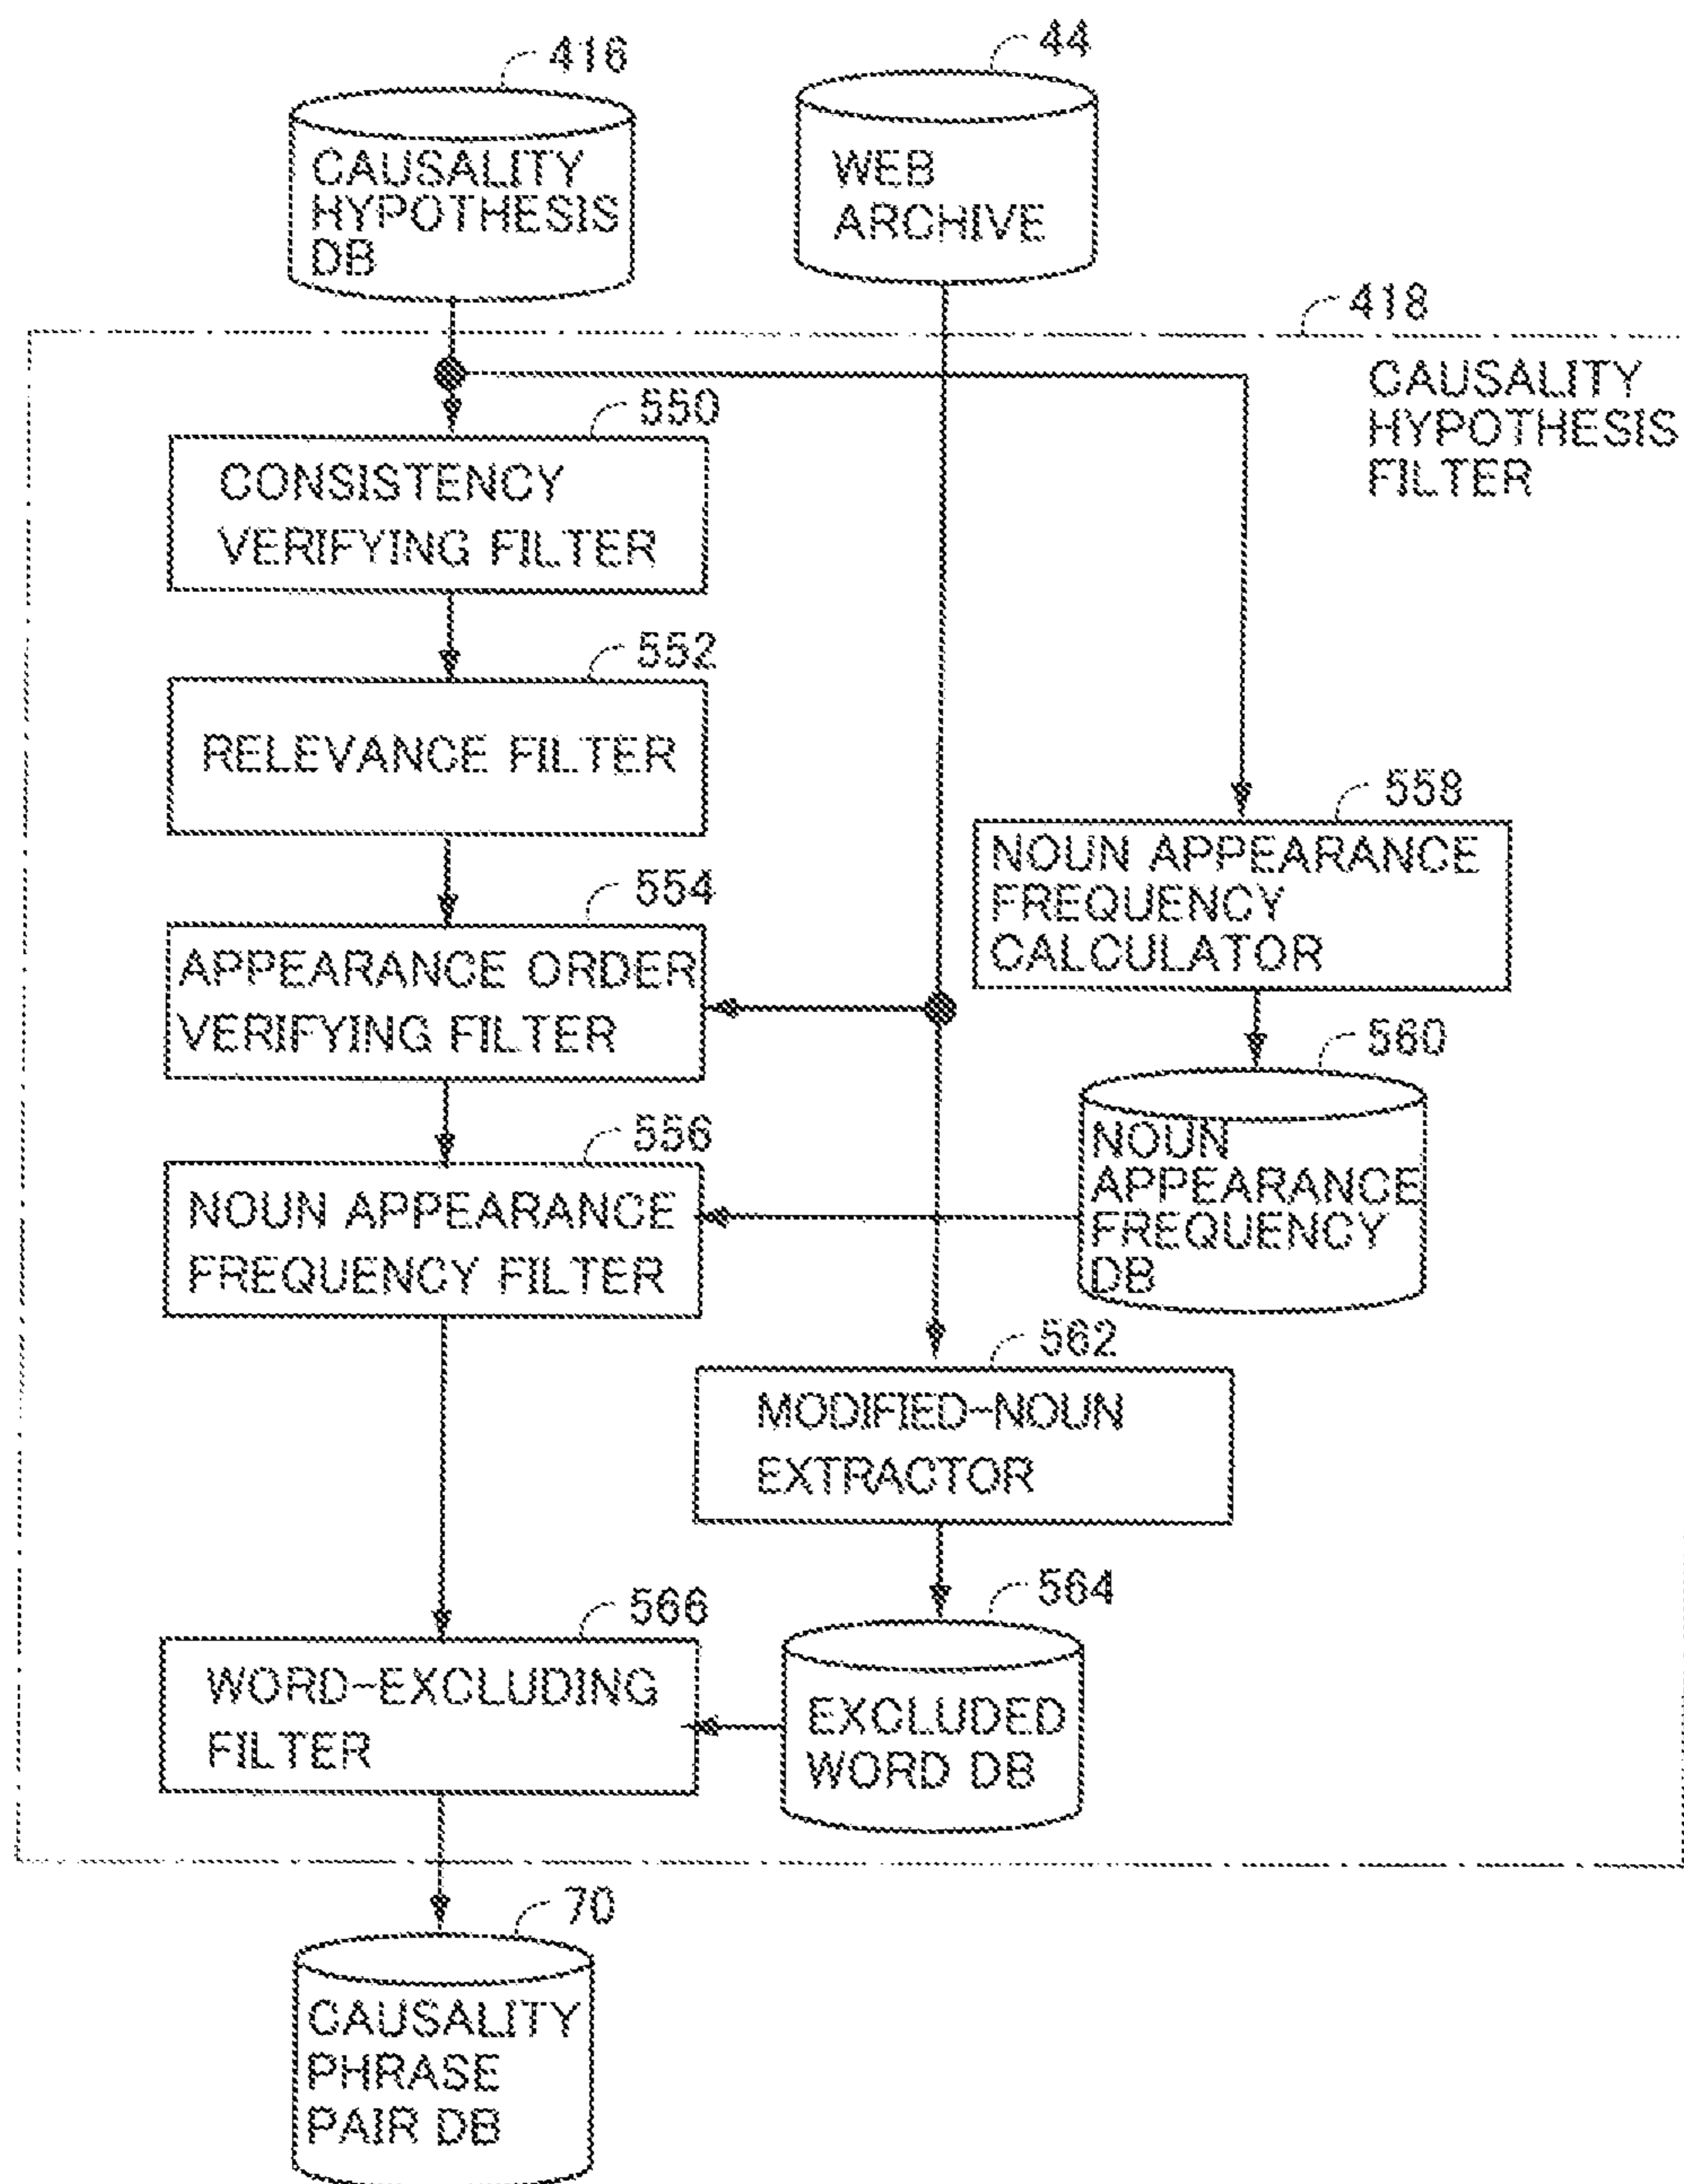 416
44
CAUSALITY
HYPOTHESIS
DB
WEB
ARCHIVE
418
CAUSALITY
HYPOTHESIS
FILTER
550
CONSISTENCY
VERIFYING FILTER
552
RELEVANCE FILTER
558
NOUN APPEARANCE
FREQUENCY
CALCULATOR
554
APPEARANCE ORDER
VERIFYING FILTER
560
NOUN
APPEARANCE
FREQUENCY
DB
556
NOUN APPEARANCE
FREQUENCY FILTER
562
MODIFIED-NOUN
EXTRACTOR
564
EXCLUDED
WORD DB
566
WORD-EXCLUDING
FILTER
70
CAUSALITY
PHRASE
PAIR DB